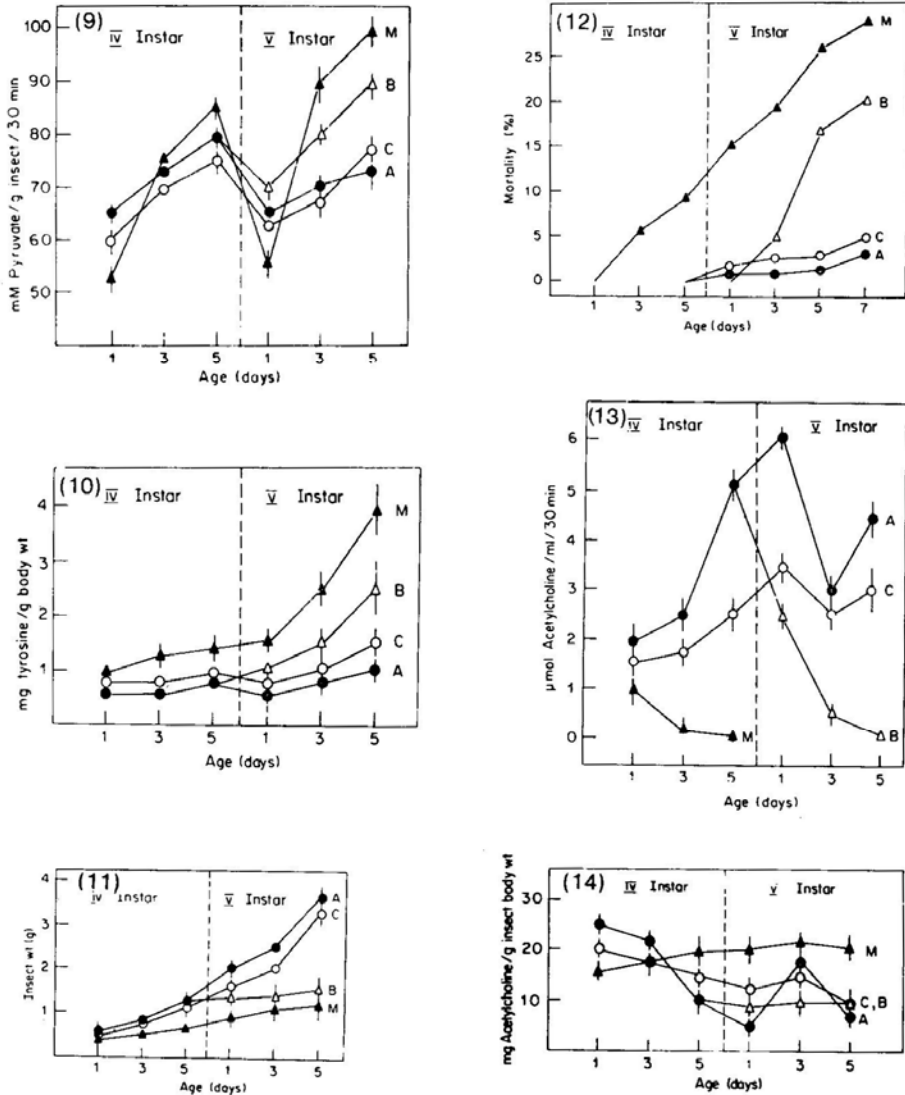 (9)
IV Instar
V Instar
M
B
C
A
100
90
80
70
60
50
mM Pyruvate/g insect/30 min
1 3 5 1 3 5
Age (days)
(12)
IV Instar
V Instar
M
B
C
A
25
20
15
10
5
0
Mortality (%)
1 3 5 1 3 5 7
Age (days)
(10)
IV Instar
V Instar
M
B
C
A
4
3
2
1
mg tyrosine/g body wt
1 3 5 1 3 5
Age (days)
(13)
IV Instar
V Instar
A
C
M
B
6
5
4
3
2
1
0
µmol Acetylcholine/ml/30 min
1 3 5 1 3 5
Age (days)
(11)
IV Instar
V Instar
A
C
B
M
4
3
2
1
Insect wt (g)
1 3 5 1 3 5
Age (days)
(14)
IV Instar
V Instar
M
C,B
A
30
20
10
mg Acetylcholine/g insect body wt
1 3 5 1 3 5
Age (days)